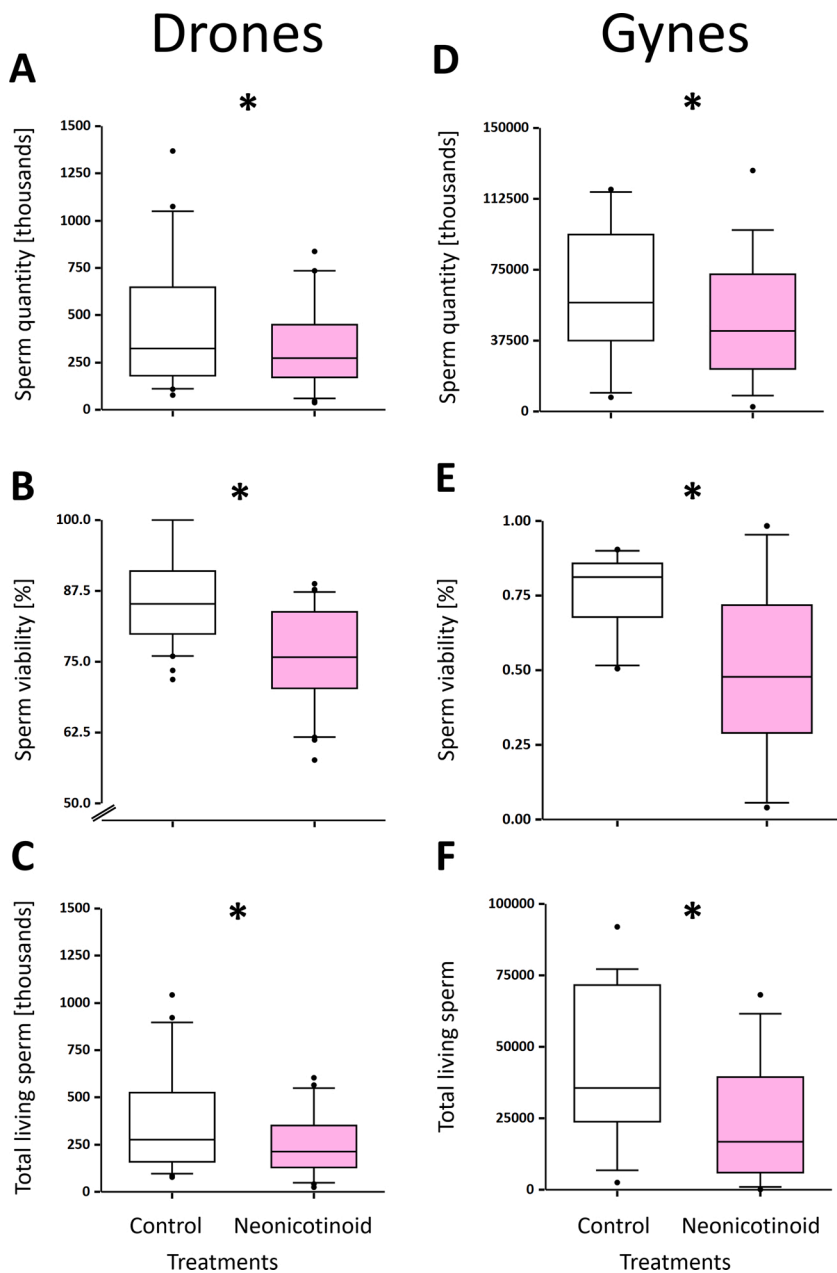 Drones
Gynes
A
*
Sperm quantity [thousands]
1500
1250
1000
750
500
250
0
D
*
Sperm quantity [thousands]
150000
112500
75000
37500
0
B
*
Sperm viability [%]
100.0
87.5
75.0
62.5
50.0
E
*
Sperm viability [%]
1.00
0.75
0.50
0.25
0.00
C
*
Total living sperm [thousands]
1500
1250
1000
750
500
250
0
Control
Neonicotinoid
Treatments
F
*
Total living sperm
100000
75000
50000
25000
0
Control
Neonicotinoid
Treatments